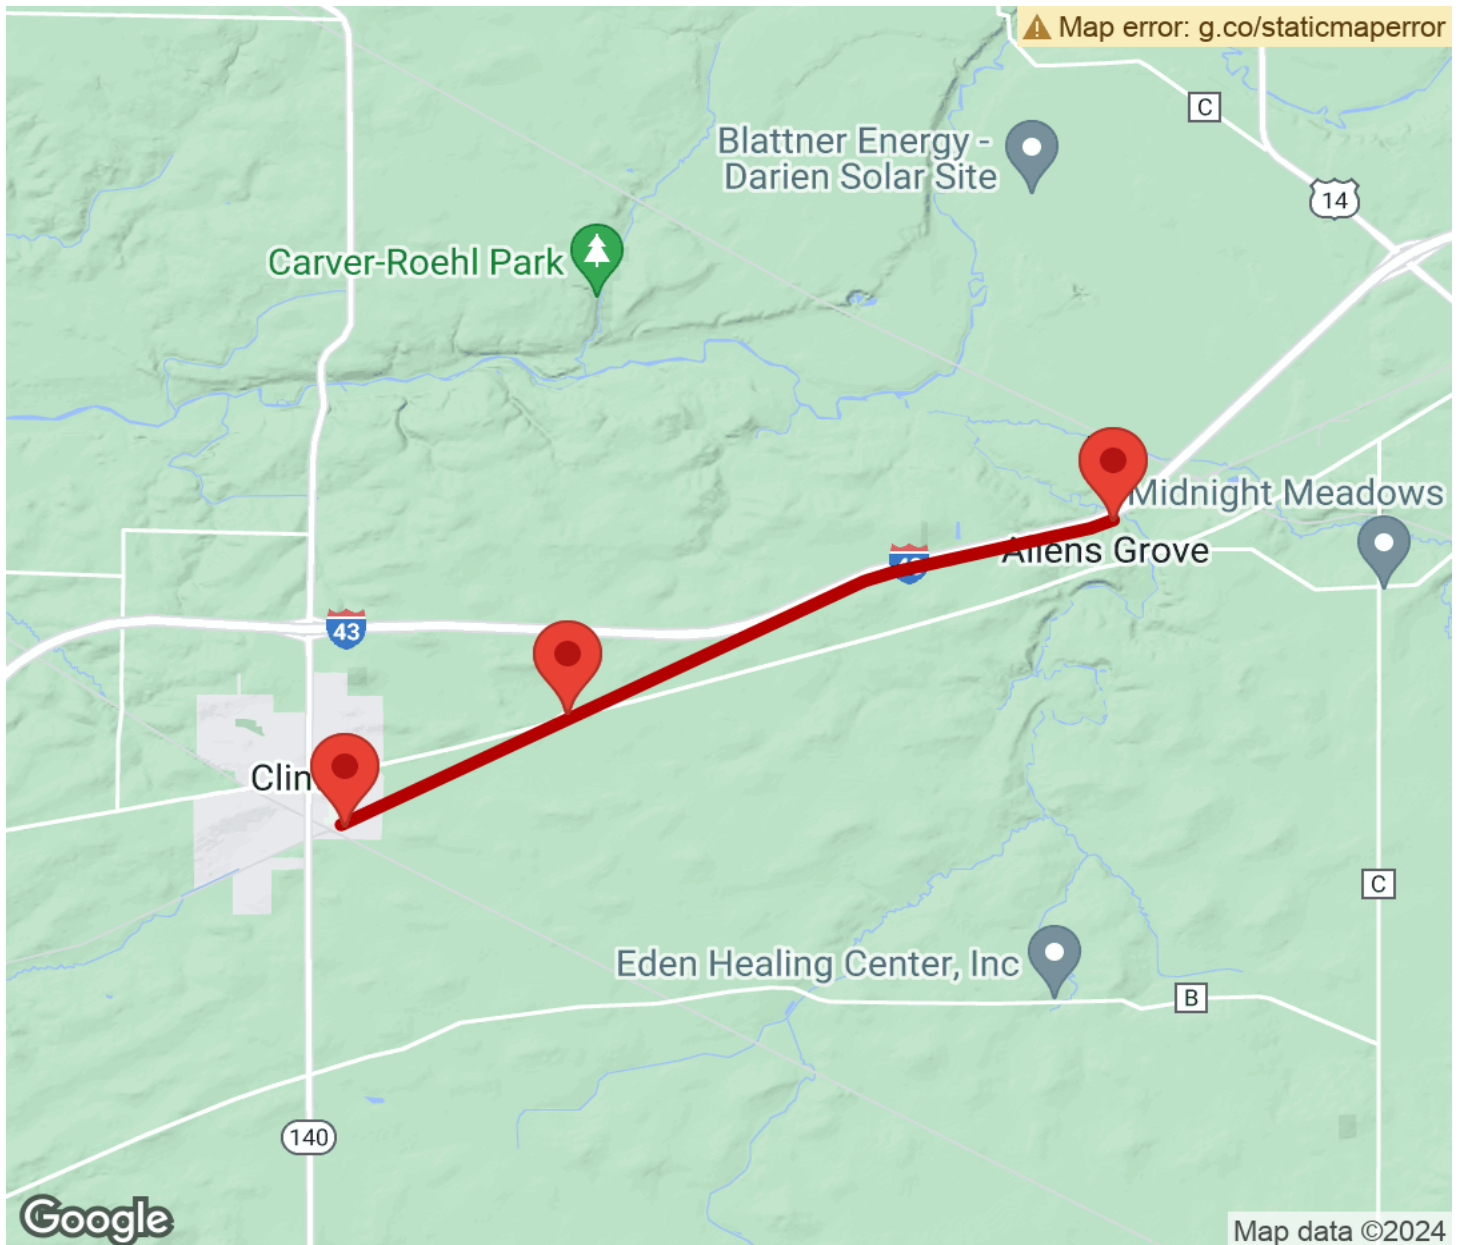 Map error: g.co/staticmaperror
C
Blattner Energy -
Darien Solar Site
14
Carver-Roehl Park
Midnight Meadows
Allens Grove
43
C
Eden Healing Center, Inc
B
140
Google
Map data ©2024